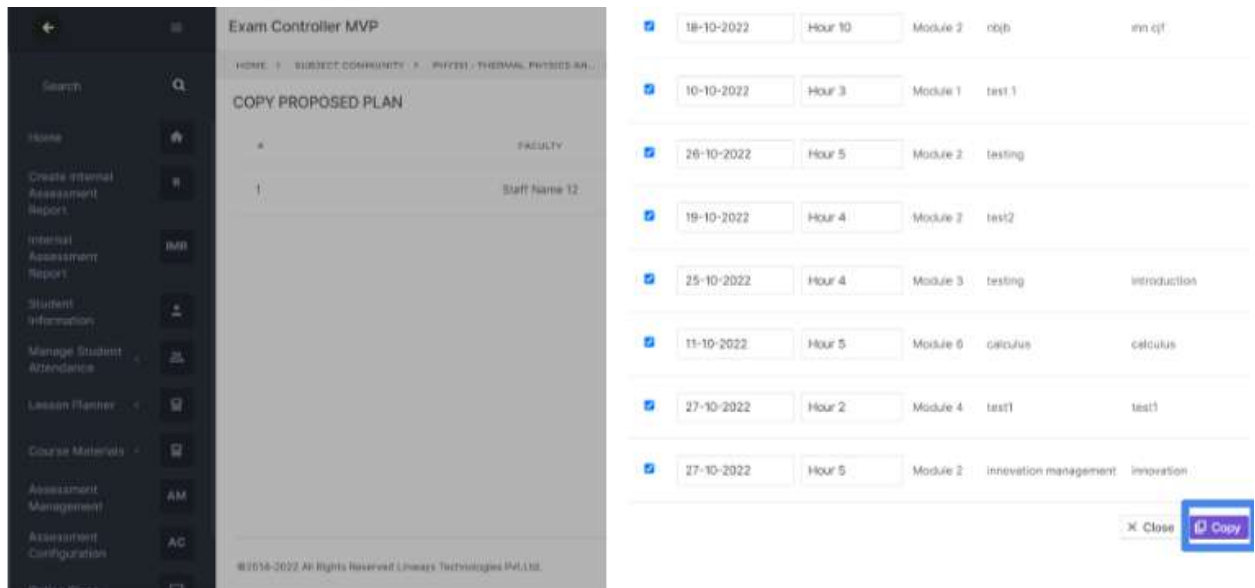 Exam Controller MVP
HOME > SUBJECT COMMUNITY > PHY251 - THERMAL PHYSICS AN...
COPY PROPOSED PLAN
# FACULTY
1 Staff Name 12
Search
Home
Create Internal
Assessment
Report
R
Internal
Assessment
Report
IMR
Student
Information
Manage Student
Attendance
Lesson Planner
Course Materials
Assessment
Management
AM
Assessment
Configuration
AC
©2014-2022 All Rights Reserved Linways Technologies Pvt.Ltd.
18-10-2022 Hour 10 Module 2
10-10-2022 Hour 3 Module 1 test 1
26-10-2022 Hour 5 Module 2 testing
19-10-2022 Hour 4 Module 2 test2
25-10-2022 Hour 4 Module 3 testing introduction
11-10-2022 Hour 5 Module 6 calculus calculus
27-10-2022 Hour 2 Module 4 test1 test1
27-10-2022 Hour 5 Module 2 innovation management innovation
Close Copy